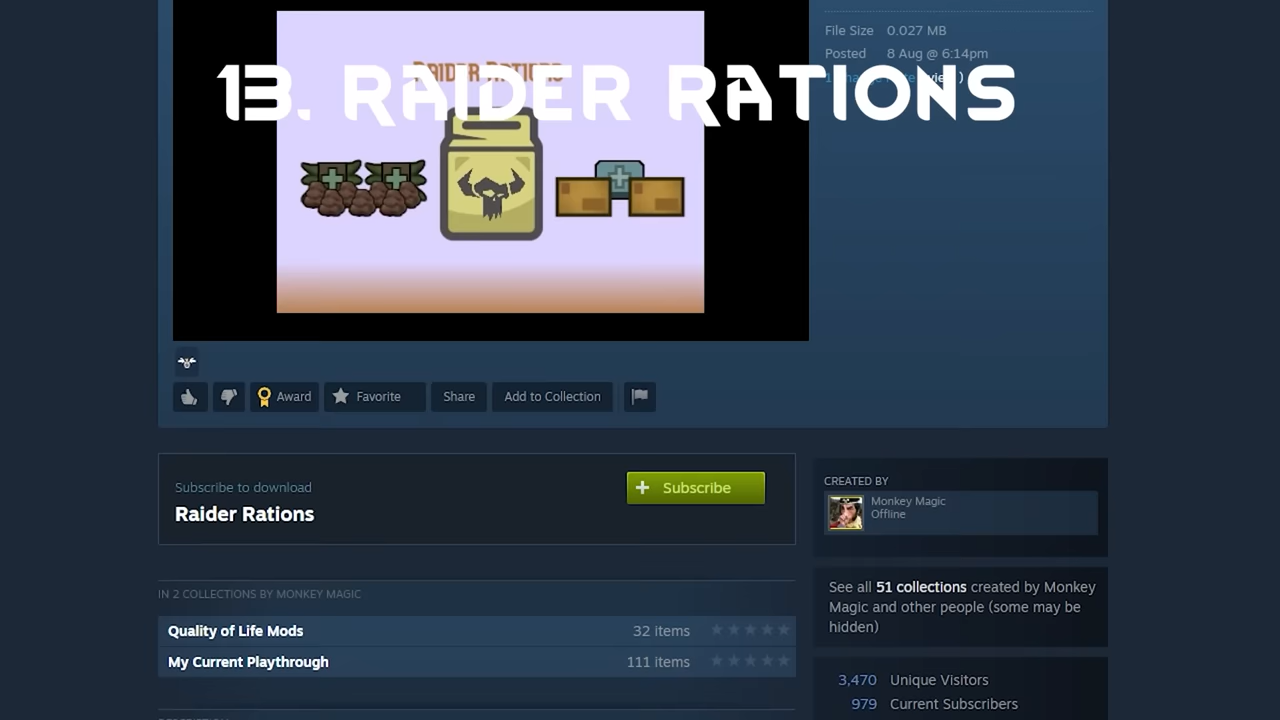 File Size 0.027 MB
Posted 8 Aug @ 6:14pm
RAIDER RATIONS
13. RAIDER RATIONS
Award
Favorite
Share
Add to Collection
Subscribe to download
Raider Rations
Subscribe
CREATED BY
Monkey Magic
Offline
See all 51 collections created by Monkey
Magic and other people (some may be
hidden)
IN 2 COLLECTIONS BY MONKEY MAGIC
Quality of Life Mods 32 items
My Current Playthrough 111 items
3,470 Unique Visitors
979 Current Subscribers